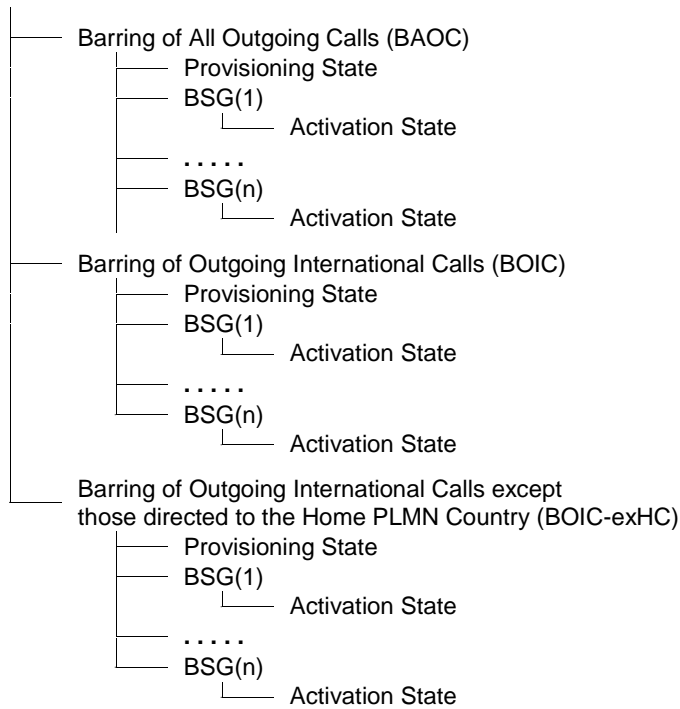 Barring of All Outgoing Calls (BAOC)
Provisioning State
BSG(1)
Activation State
. . . . .
BSG(n)
Activation State
Barring of Outgoing International Calls (BOIC)
Provisioning State
BSG(1)
Activation State
. . . . .
BSG(n)
Activation State
Barring of Outgoing International Calls except
those directed to the Home PLMN Country (BOIC-exHC)
Provisioning State
BSG(1)
Activation State
. . . . .
BSG(n)
Activation State